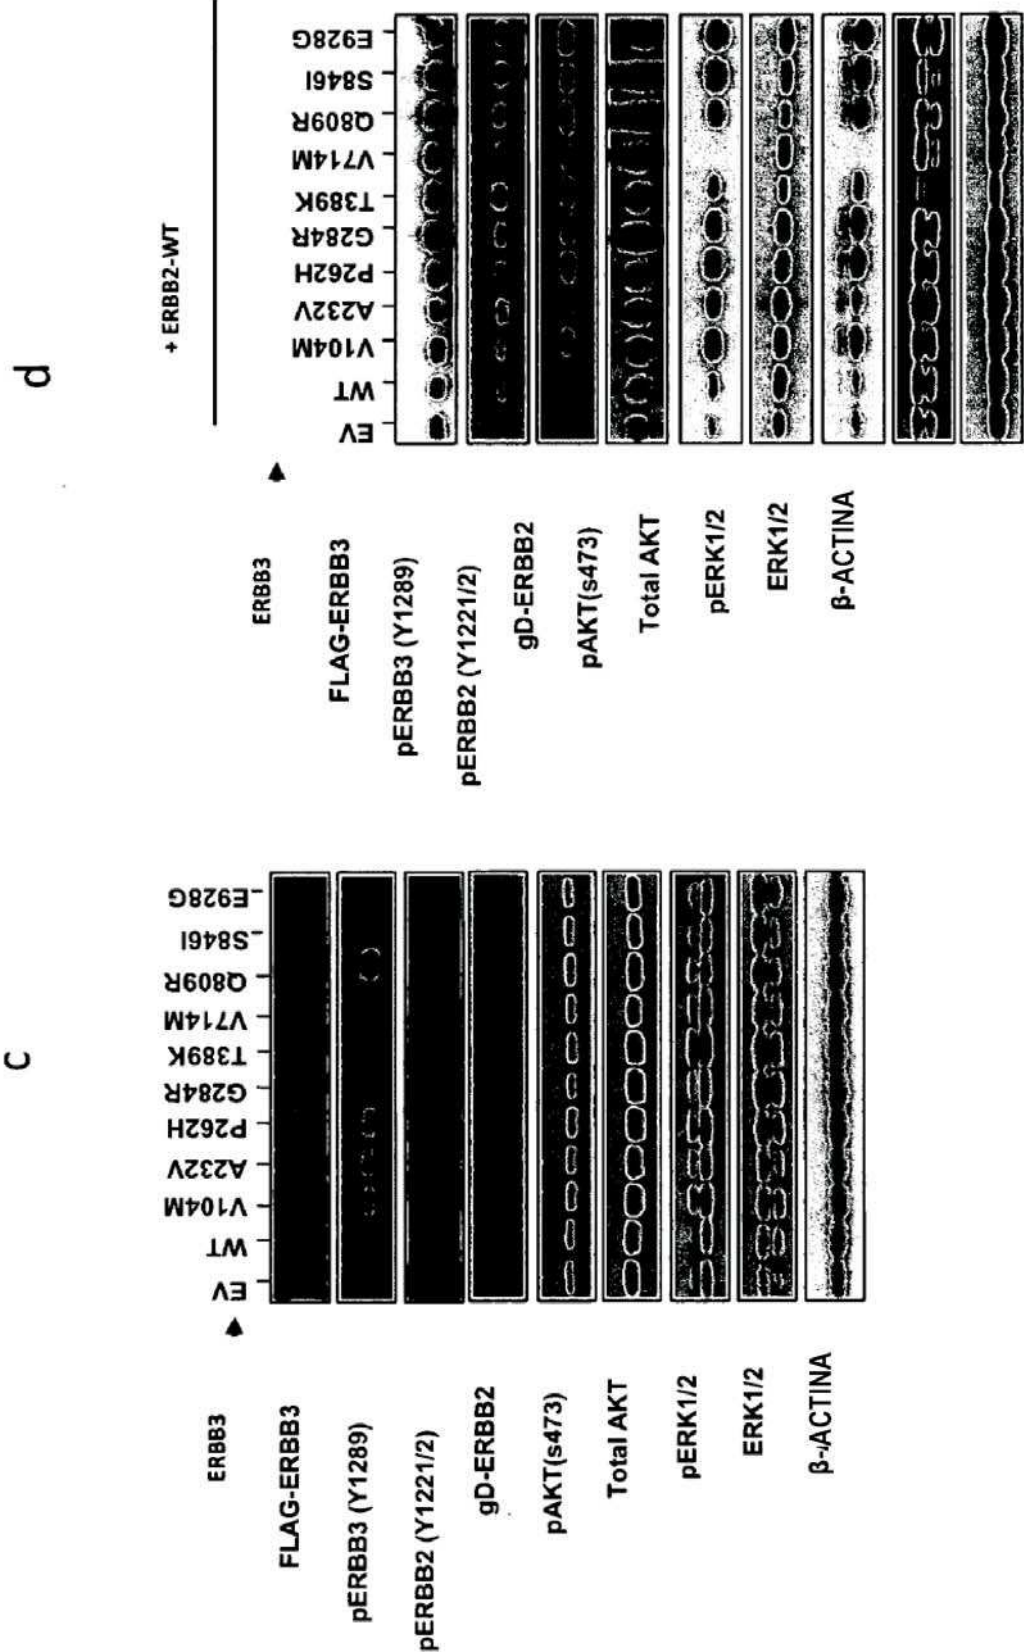 c
ERBB3
EV WT V104M A232V P262H G284R T389K V714M Q809R S846I E928G
FLAG-ERBB3
pERBB3 (Y1289)
pERBB2 (Y1221/2)
gD-ERBB2
pAKT(s473)
Total AKT
pERK1/2
ERK1/2
β-ACTINA
d
+ ERBB2-WT
ERBB3
EV WT V104M A232V P262H G284R T389K V714M Q809R S846I E928G
FLAG-ERBB3
pERBB3 (Y1289)
pERBB2 (Y1221/2)
gD-ERBB2
pAKT(s473)
Total AKT
pERK1/2
ERK1/2
β-ACTINA